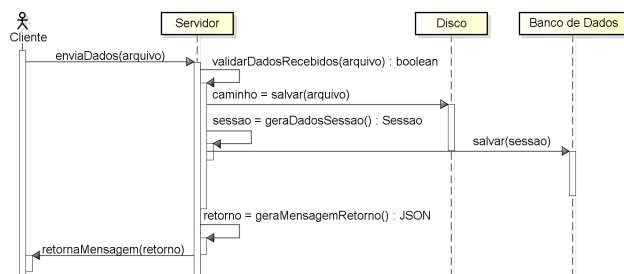 Cliente
Servidor
Disco
Banco de Dados
enviaDados(arquivo)
validarDadosRecebidos(arquivo) : boolean
caminho = salvar(arquivo)
sessao = geraDadosSessao() : Sessao
salvar(sessao)
retorno = geraMensagemRetorno() : JSON
retornaMensagem(retorno)